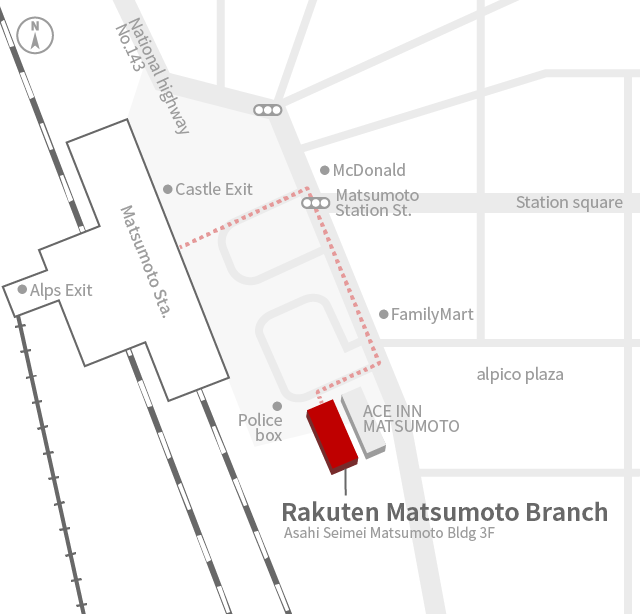 N
National highway
No.143
McDonald
Castle Exit
Matsumoto
Station St.
Station square
Matsumoto Sta.
Alps Exit
FamilyMart
alpico plaza
Police
box
ACE INN
MATSUMOTO
Rakuten Matsumoto Branch
Asahi Seimei Matsumoto Bldg 3F